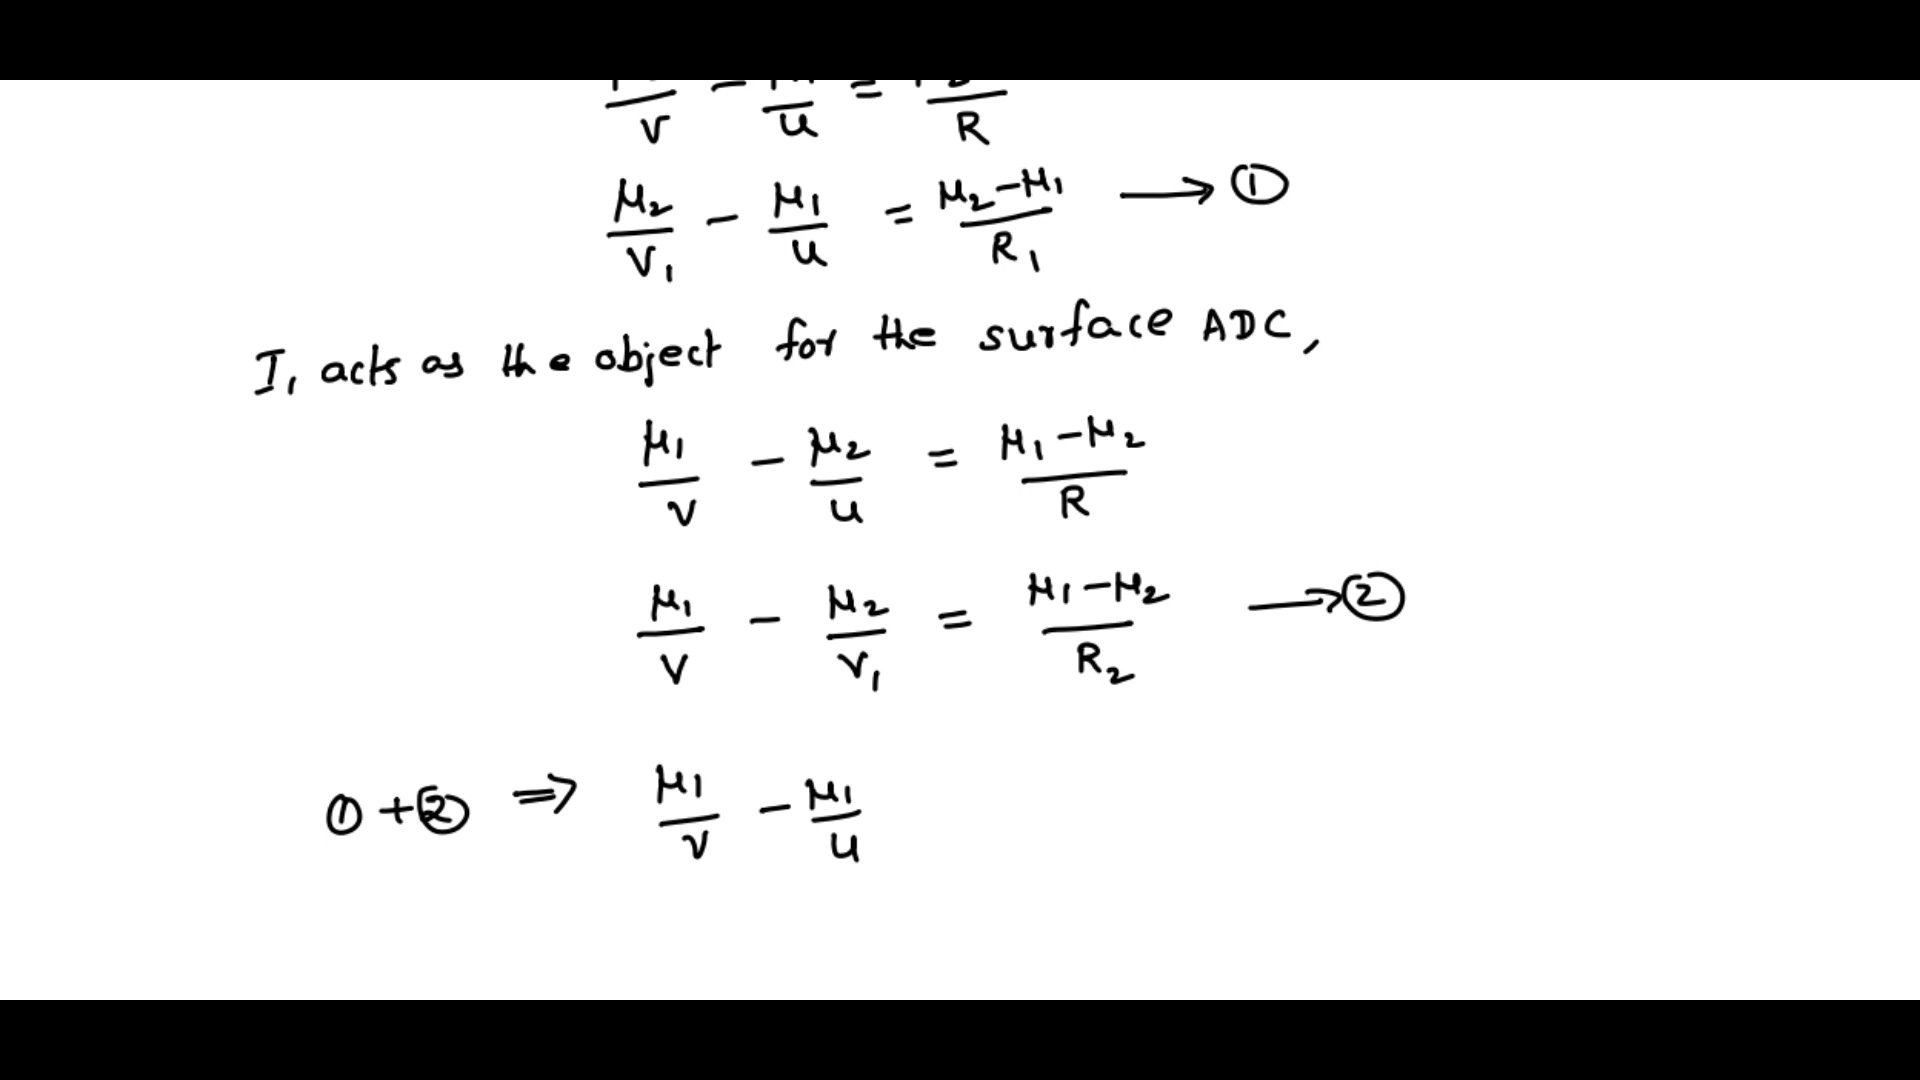 /v - /u = /R
μ₂/v₁ - μ₁/u = μ₂-μ₁/R₁ ⟶ ①
I₁ acts as the object for the surface ADC,
μ₁/v - μ₂/u = μ₁-μ₂/R
μ₁/v - μ₂/v₁ = μ₁-μ₂/R₂ ⟶ ②
①+② ⇒ μ₁/v - μ₁/u